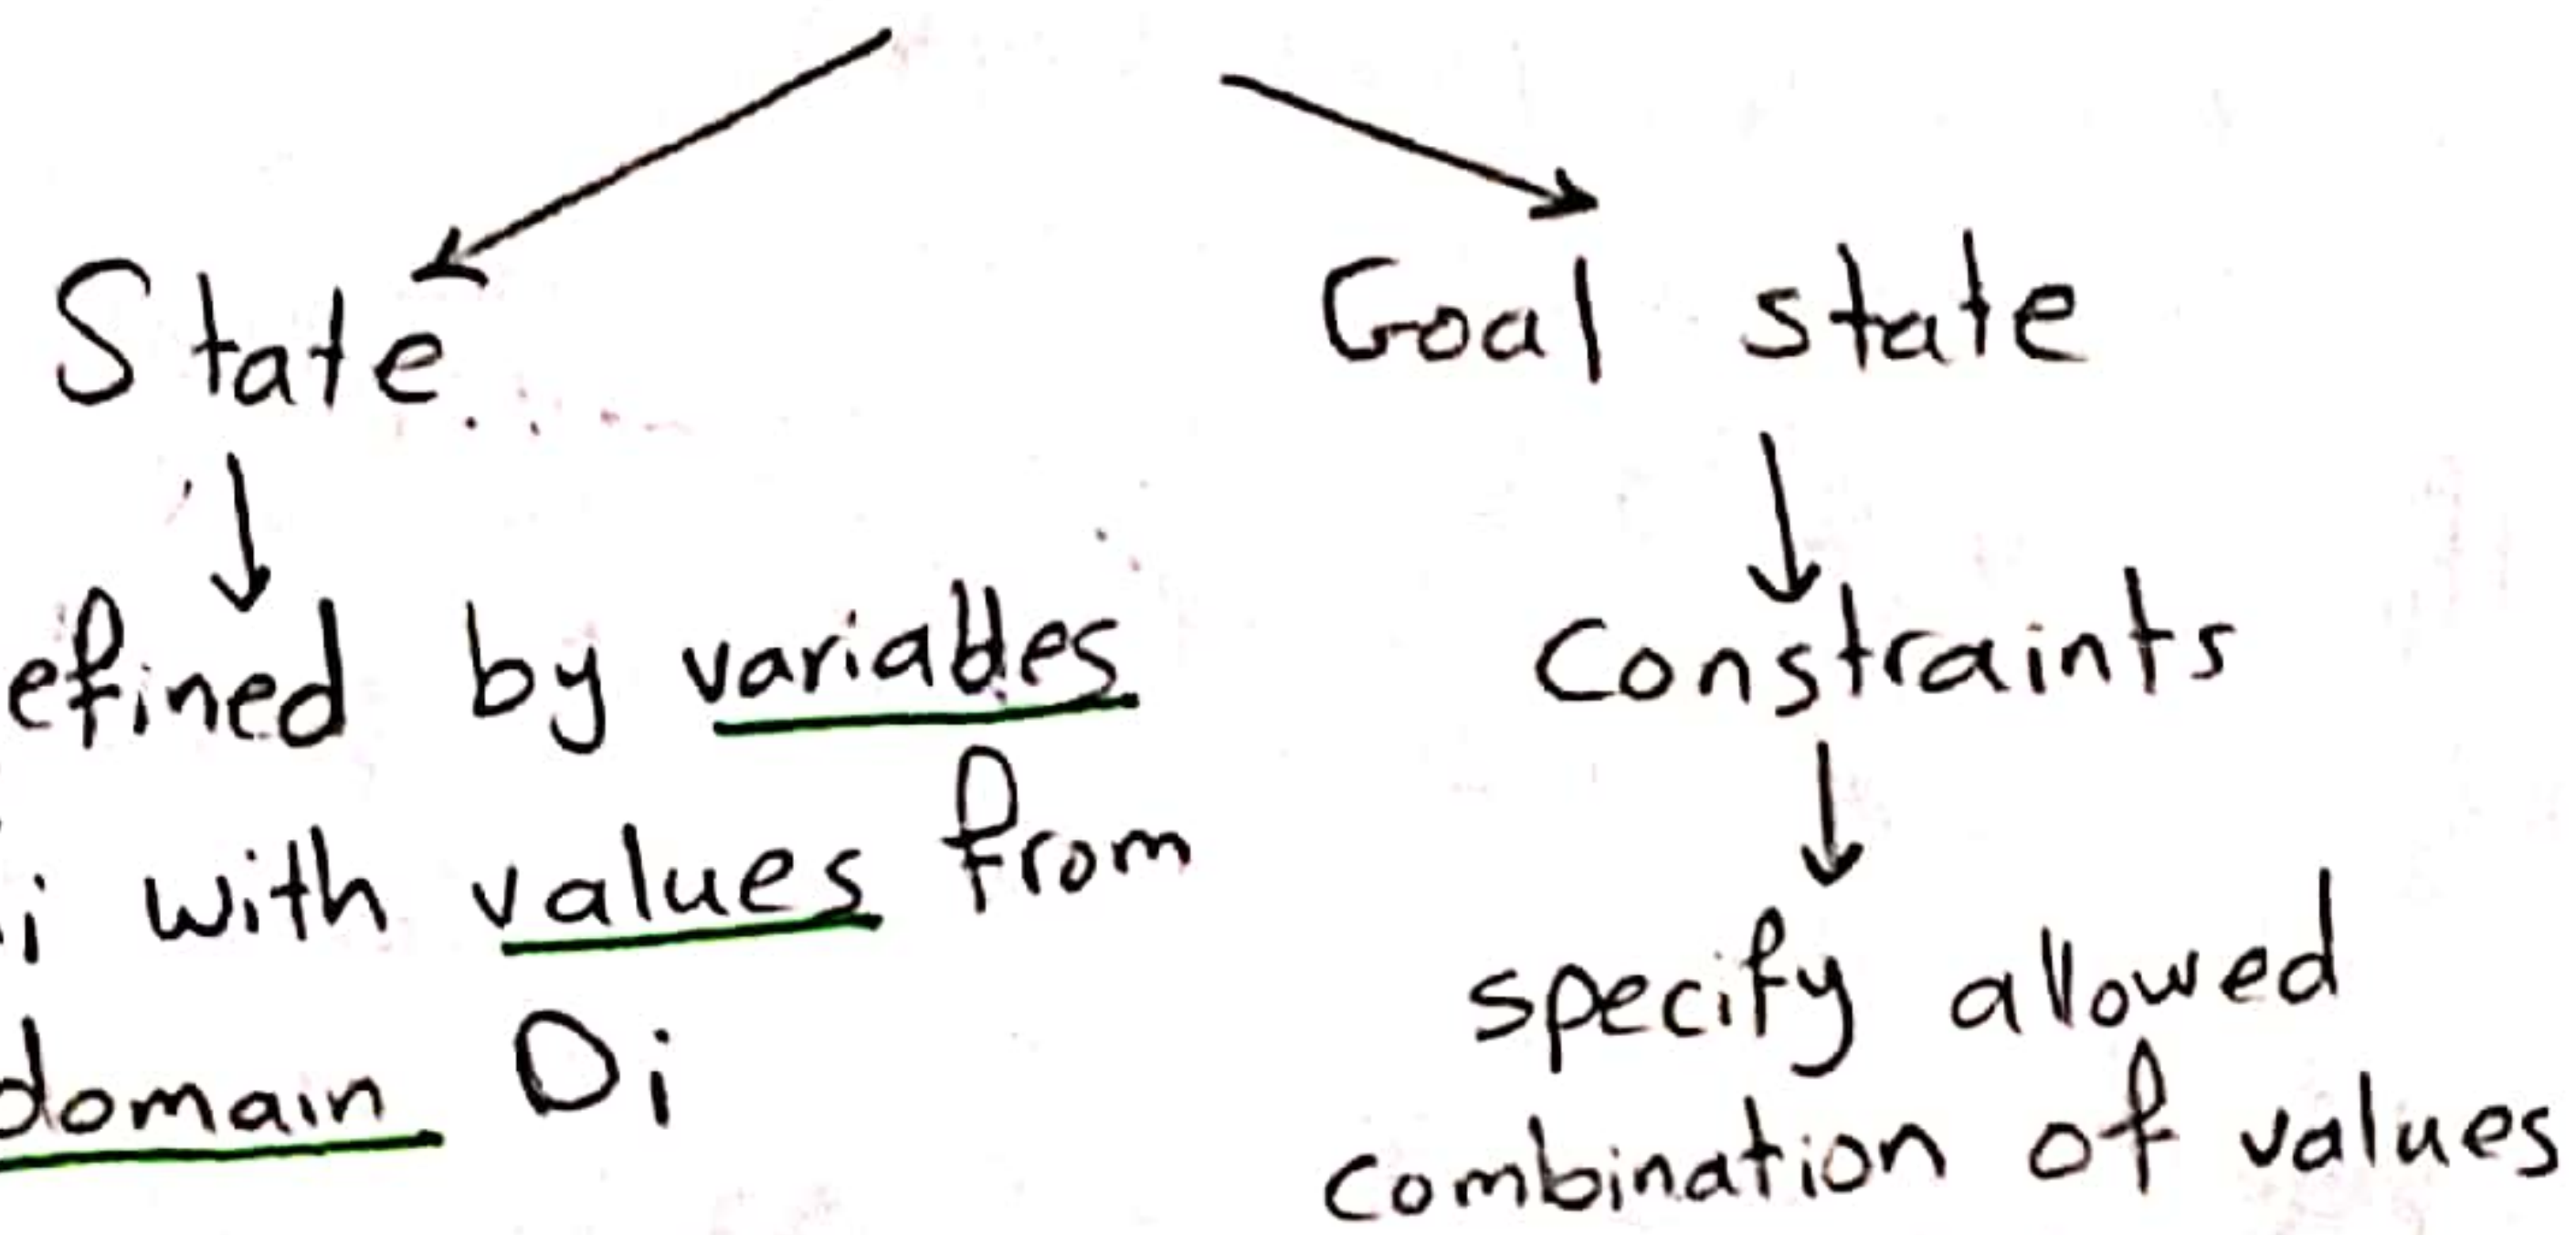 State
Goal state
efined by variables
Constraints
i with values from
domain Di
specify allowed
combination of values